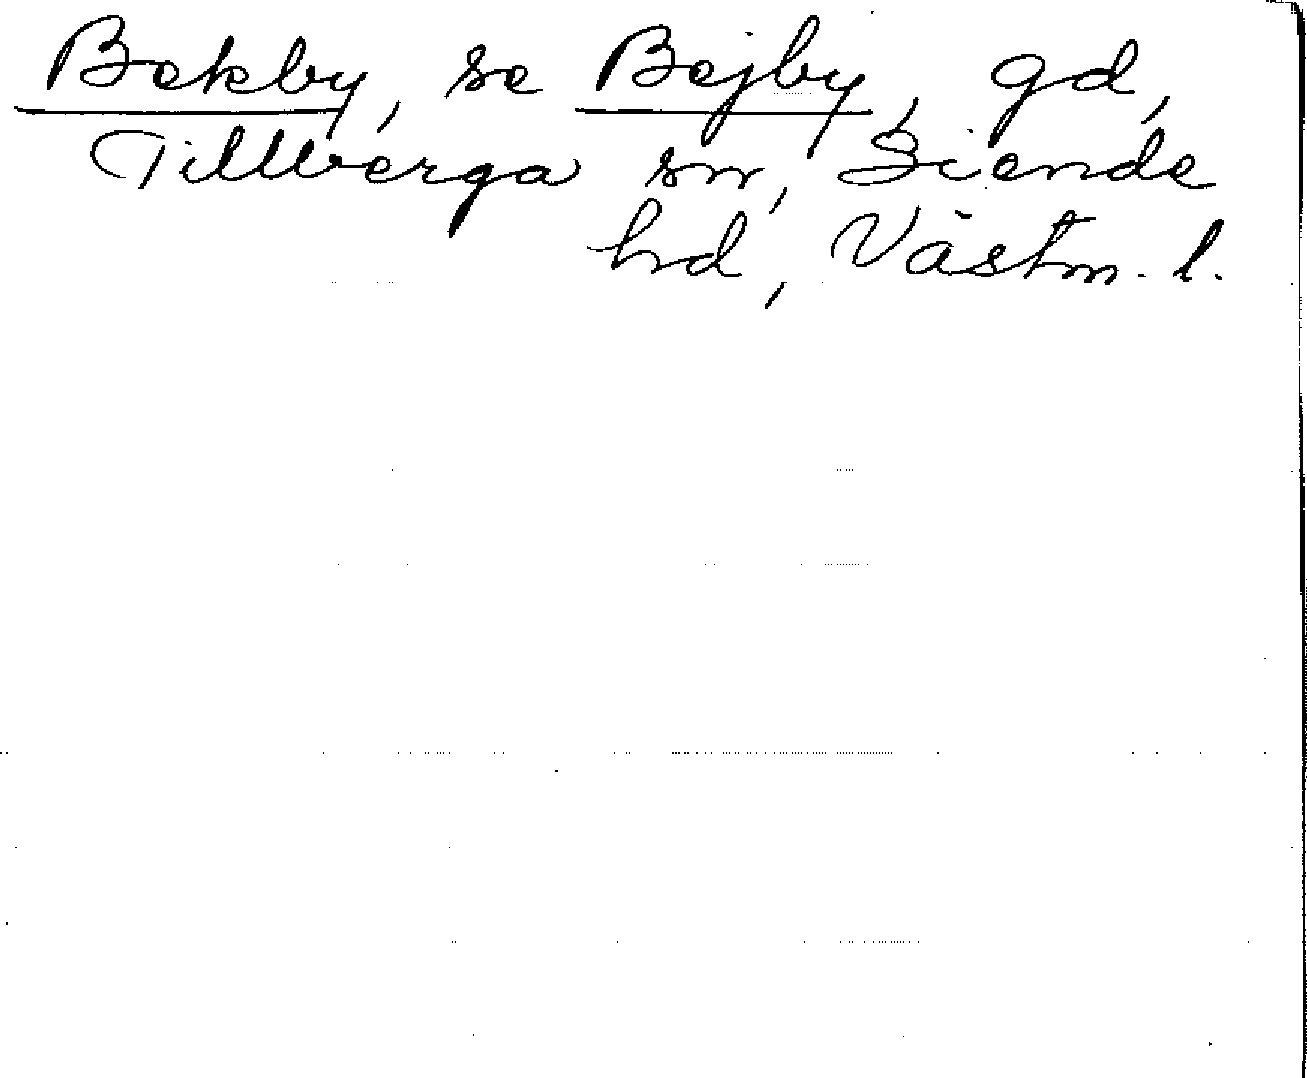 Bekby, se Bejby, gd,
Tillberga sn, Siende
hd, Västm. l.